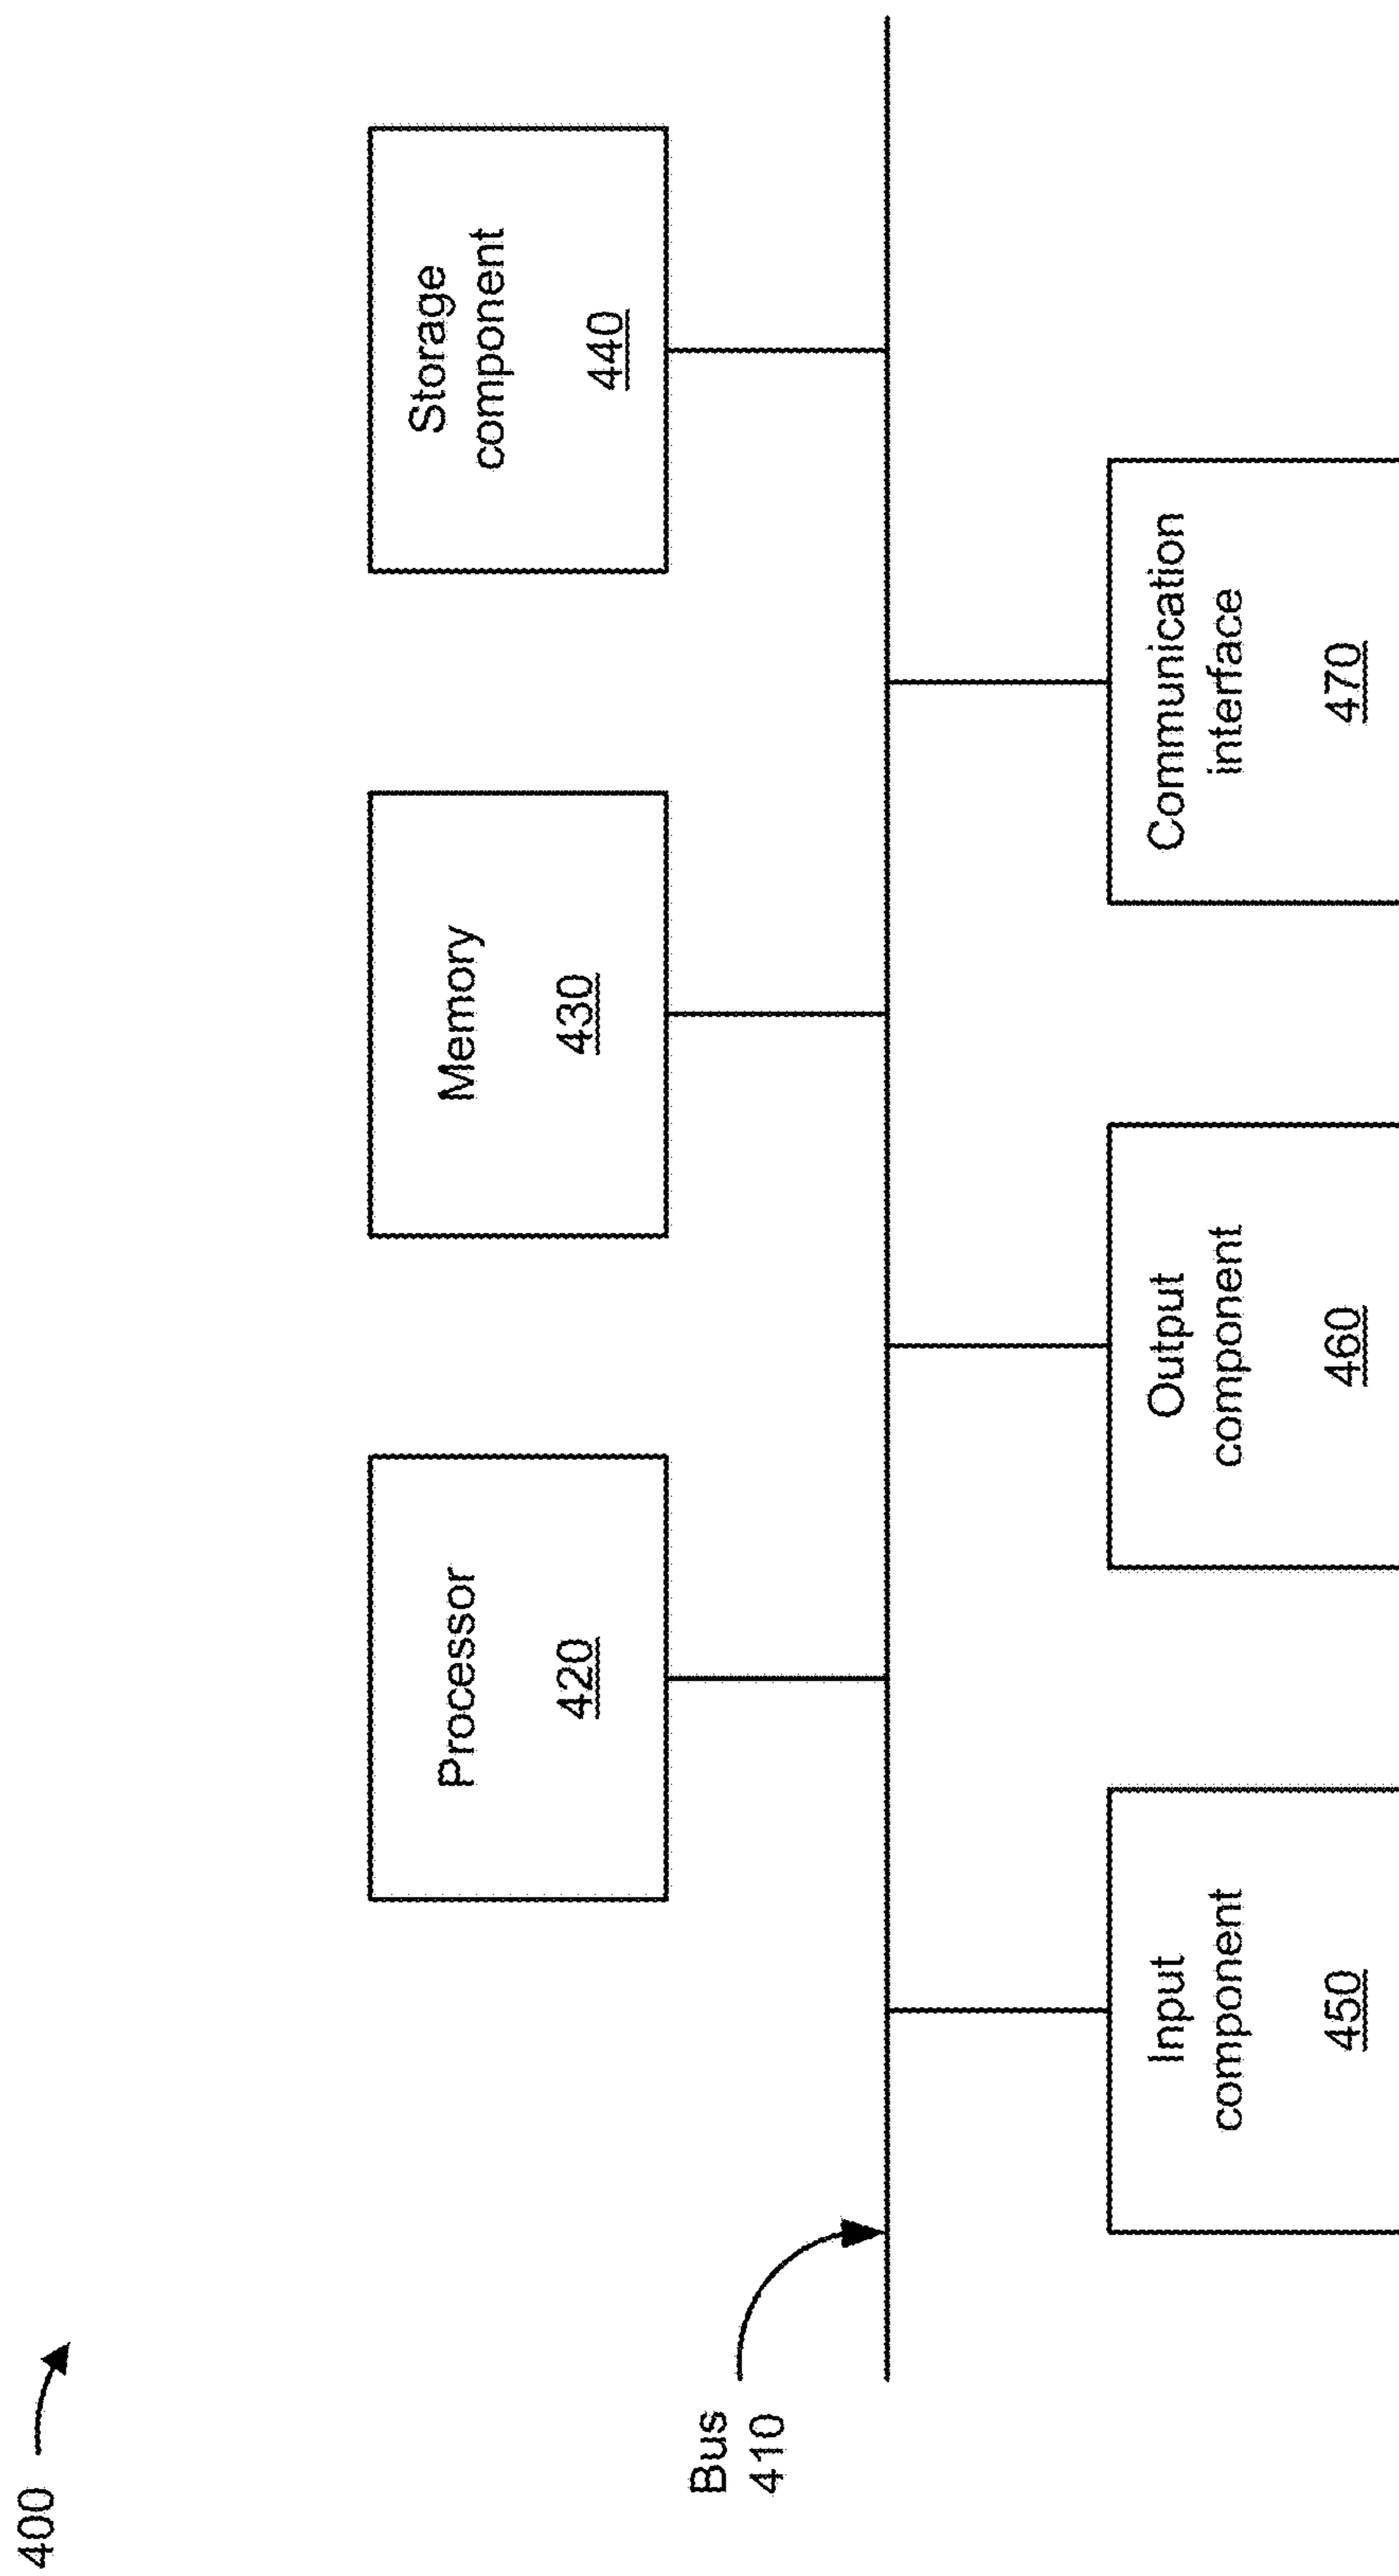 400
Processor
420
Memory
430
Storage
component
440
Bus
410
Input
component
450
Output
component
460
Communication
interface
470